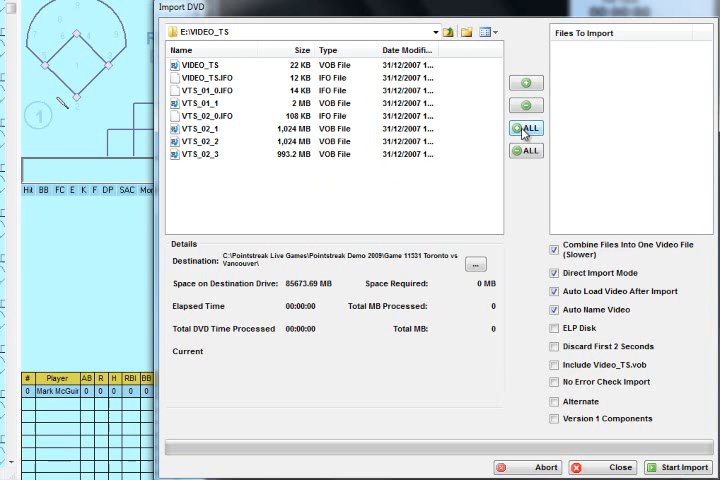 Import DVD
E:\VIDEO_TS
Name Size Type Date Modifi...
VIDEO_TS 22 KB VOB File 31/12/2007 1...
VIDEO_TS.IFO 12 KB IFO File 31/12/2007 1...
VTS_01_0.IFO 20 KB IFO File 31/12/2007 1...
VTS_01_1 2 MB VOB File 31/12/2007 1...
VTS_02_0.IFO 108 KB IFO File 31/12/2007 1...
VTS_02_1 1,024 MB VOB File 31/12/2007 1...
VTS_02_2 1,024 MB VOB File 31/12/2007 1...
VTS_02_3 993.2 MB VOB File 31/12/2007 1...
ALL
ALL
Files To Import
Details
Destination: C:\Pointstreak Live Games\Pointstreak Demo 2009\Game 11531 Toronto vs
Vancouver\
...
Space on Destination Drive: 85673.69 MB Space Required: 0 MB
Elapsed Time 00:00:00 Total MB Processed: 0
Total DVD Time Processed 00:00:00 Total MB: 0
Current
Combine Files Into One Video File
(Slower)
Direct Import Mode
Auto Load Video After Import
Auto Name Video
ELP Disk
Discard First 2 Seconds
Include Video_TS.vob
No Error Check Import
Alternate
Version 1 Components
Abort Close Start Import
8
5 1 3
2
1
Hit BB FC E K F DP SAC
# Player AB R H RBI BB
0 Mark McGuir 0 0 0 0 0